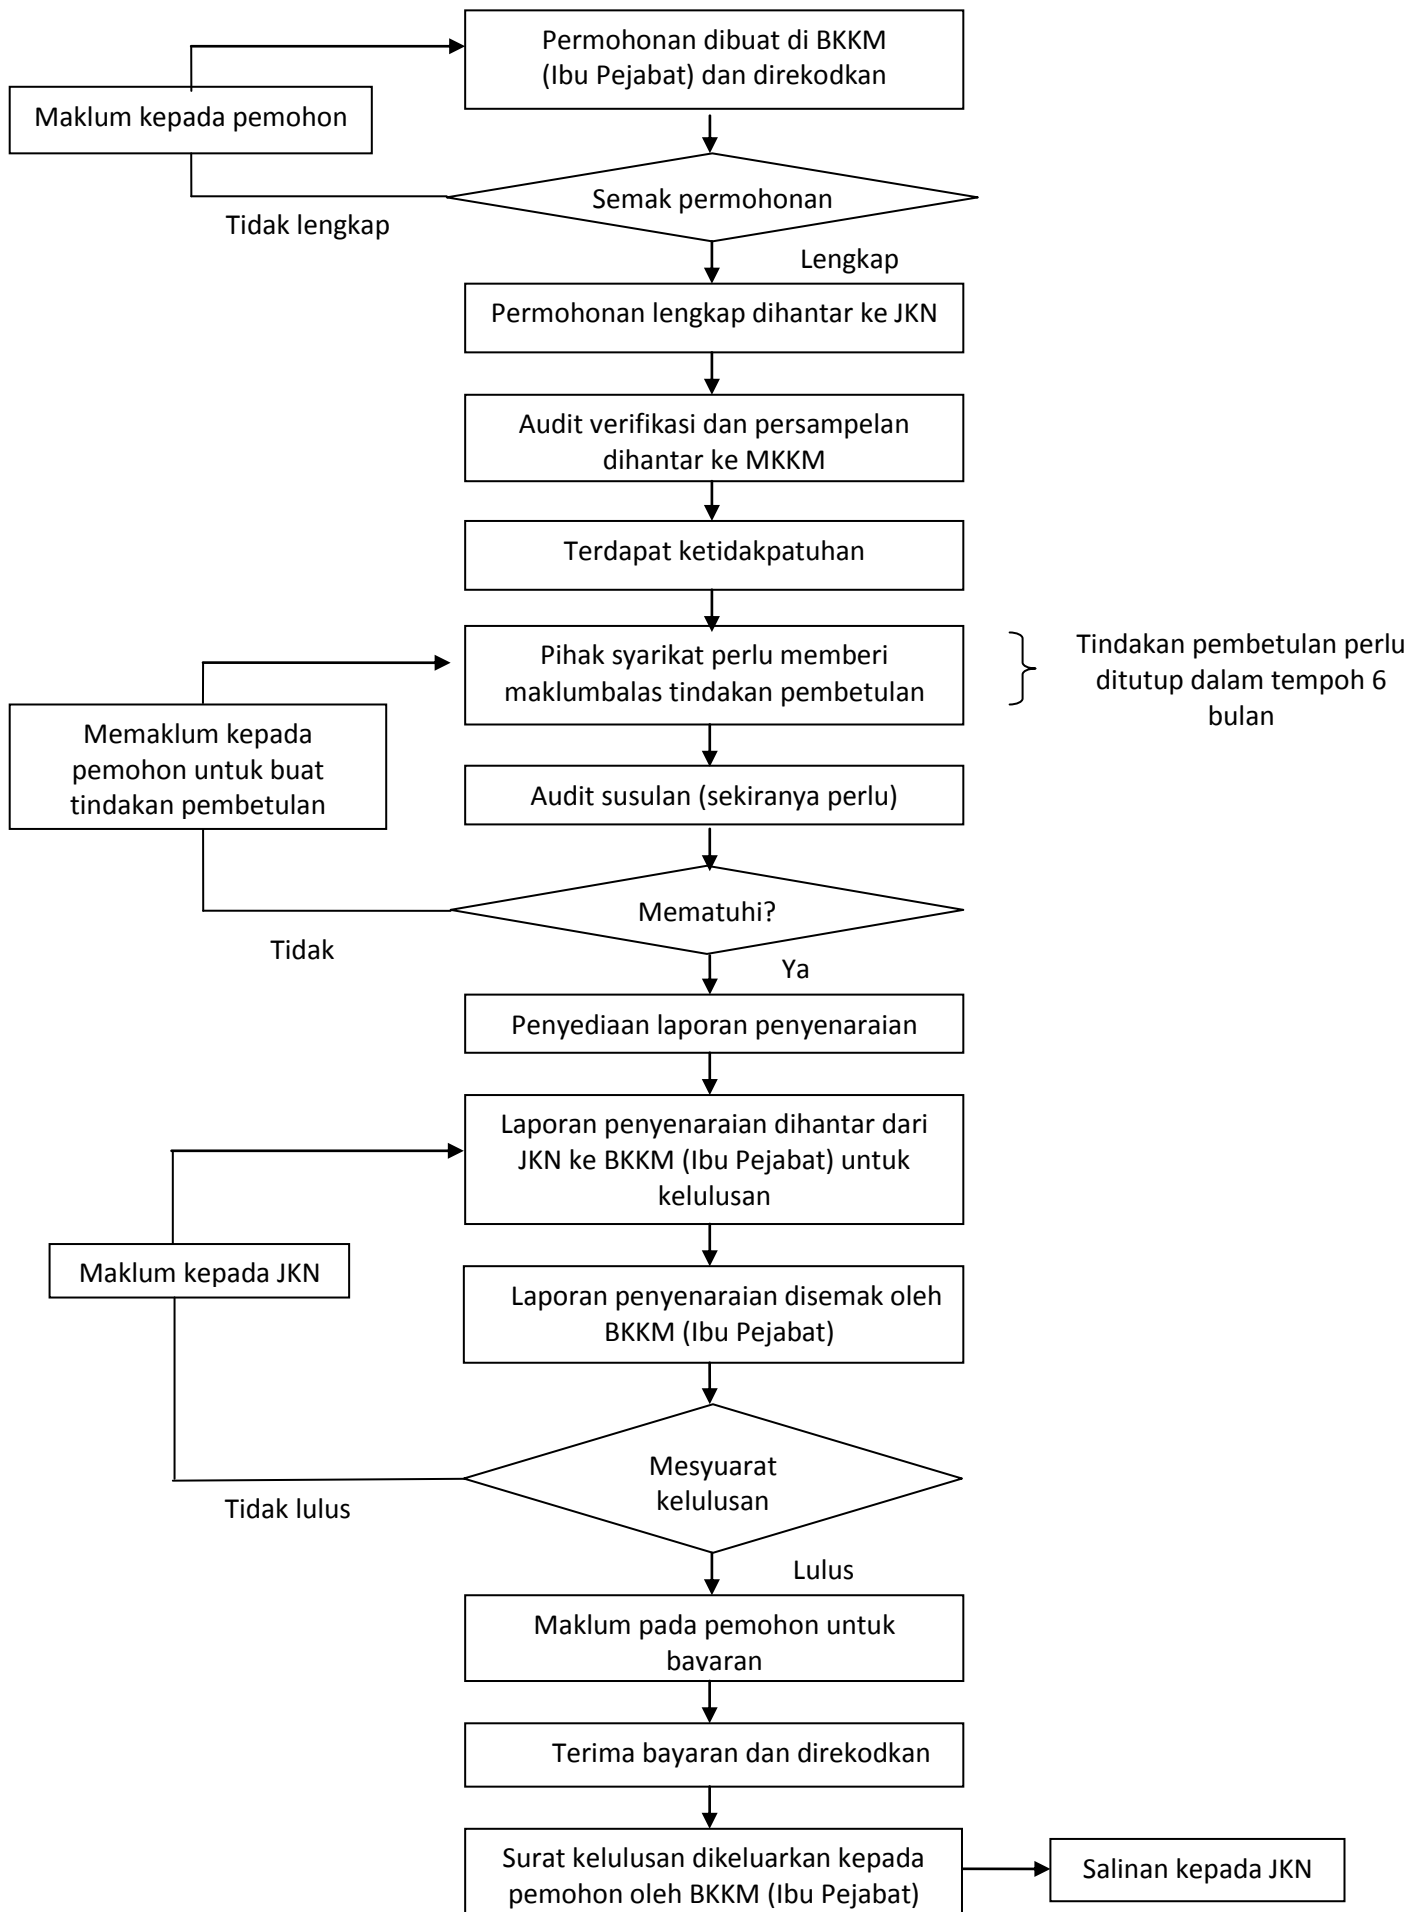 Permohonan dibuat di BKKM
(Ibu Pejabat) dan direkodkan
Maklum kepada pemohon
Semak permohonan
Tidak lengkap
Lengkap
Permohonan lengkap dihantar ke JKN
Audit verifikasi dan persampelan
dihantar ke MKKM
Terdapat ketidakpatuhan
Pihak syarikat perlu memberi
maklumbalas tindakan pembetulan
Tindakan pembetulan perlu
ditutup dalam tempoh 6
bulan
Memaklum kepada
pemohon untuk buat
tindakan pembetulan
Audit susulan (sekiranya perlu)
Mematuhi?
Tidak
Ya
Penyediaan laporan penyenaraian
Laporan penyenaraian dihantar dari
JKN ke BKKM (Ibu Pejabat) untuk
kelulusan
Maklum kepada JKN
Laporan penyenaraian disemak oleh
BKKM (Ibu Pejabat)
Mesyuarat
kelulusan
Tidak lulus
Lulus
Maklum pada pemohon untuk
bayaran
Terima bayaran dan direkodkan
Surat kelulusan dikeluarkan kepada
pemohon oleh BKKM (Ibu Pejabat)
Salinan kepada JKN